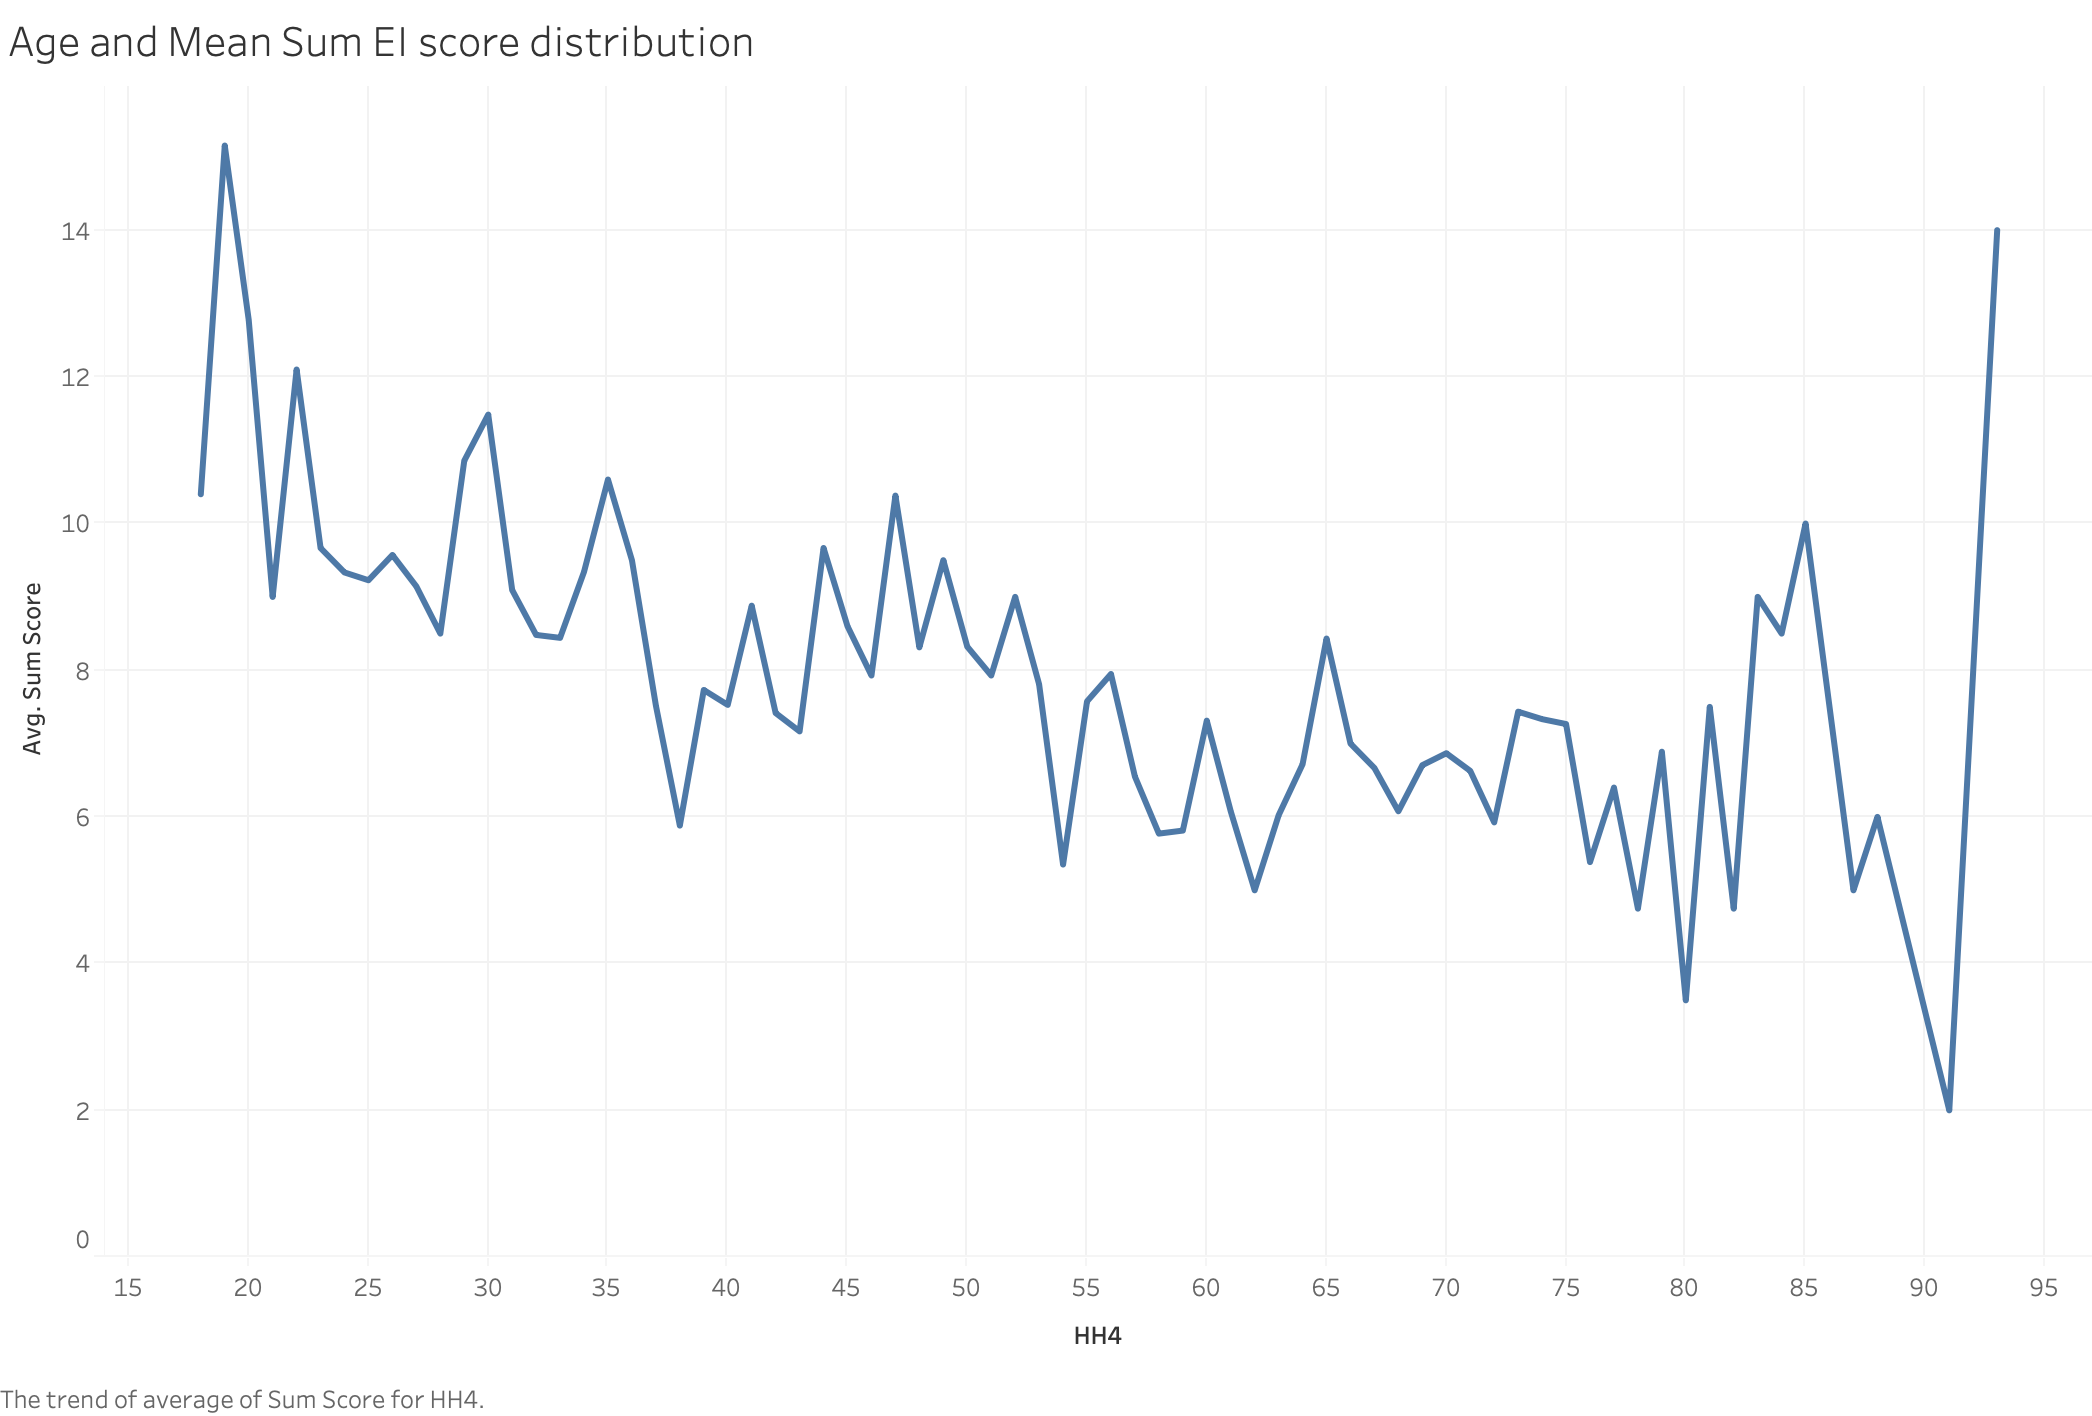 Age and Mean Sum EI score distribution
Avg. Sum Score
14
12
10
8
6
4
2
0
15 20 25 30 35 40 45 50 55 60 65 70 75 80 85 90 95
HH4
The trend of average of Sum Score for HH4.